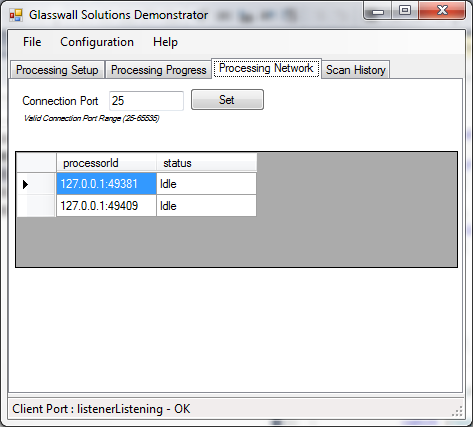 Glasswall Solutions Demonstrator
File Configuration Help
Processing Setup Processing Progress Processing Network Scan History
Connection Port 25 Set
Valid Connection Port Range (25-65535)
processorId status
127.0.0.1:49381 Idle
127.0.0.1:49409 Idle
Client Port : listenerListening - OK